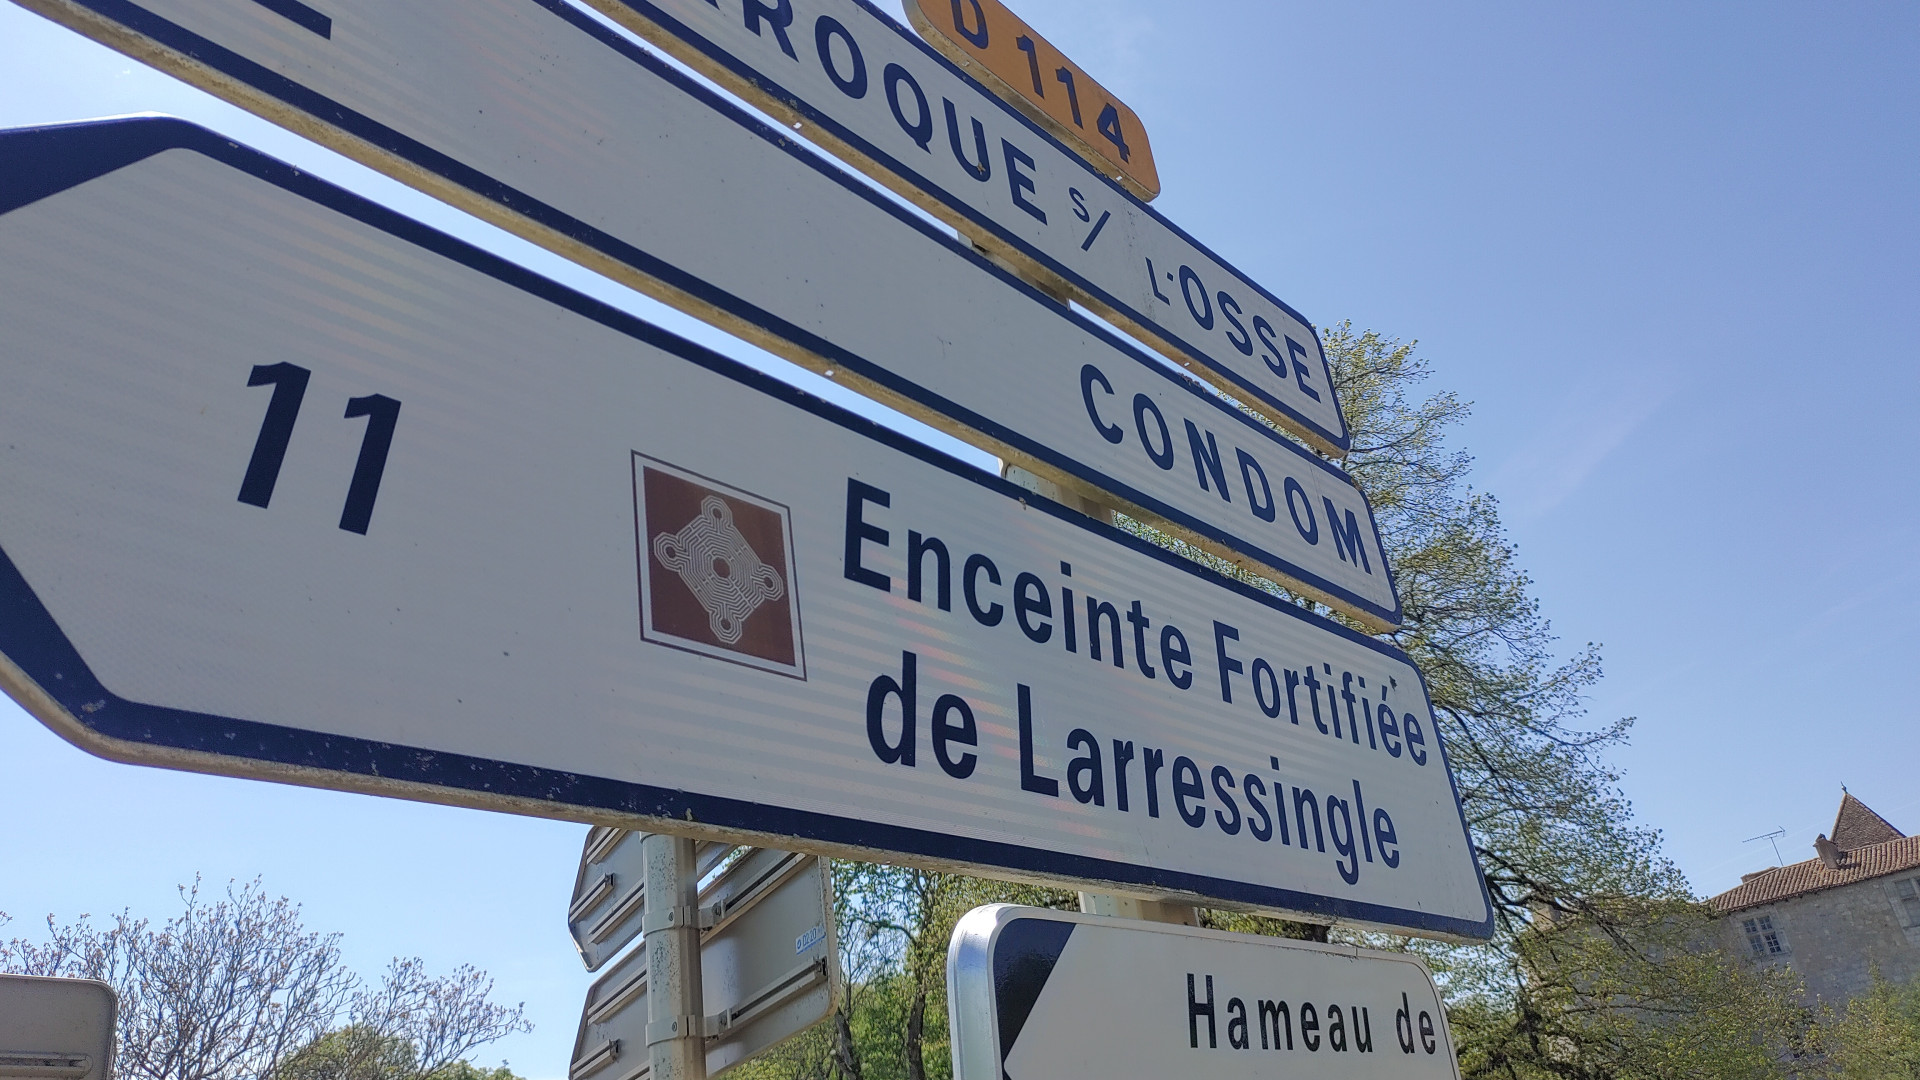 D 114
ROQUE S/ L'OSSE
CONDOM
11
Enceinte Fortifiée
de Larressingle
Hameau de